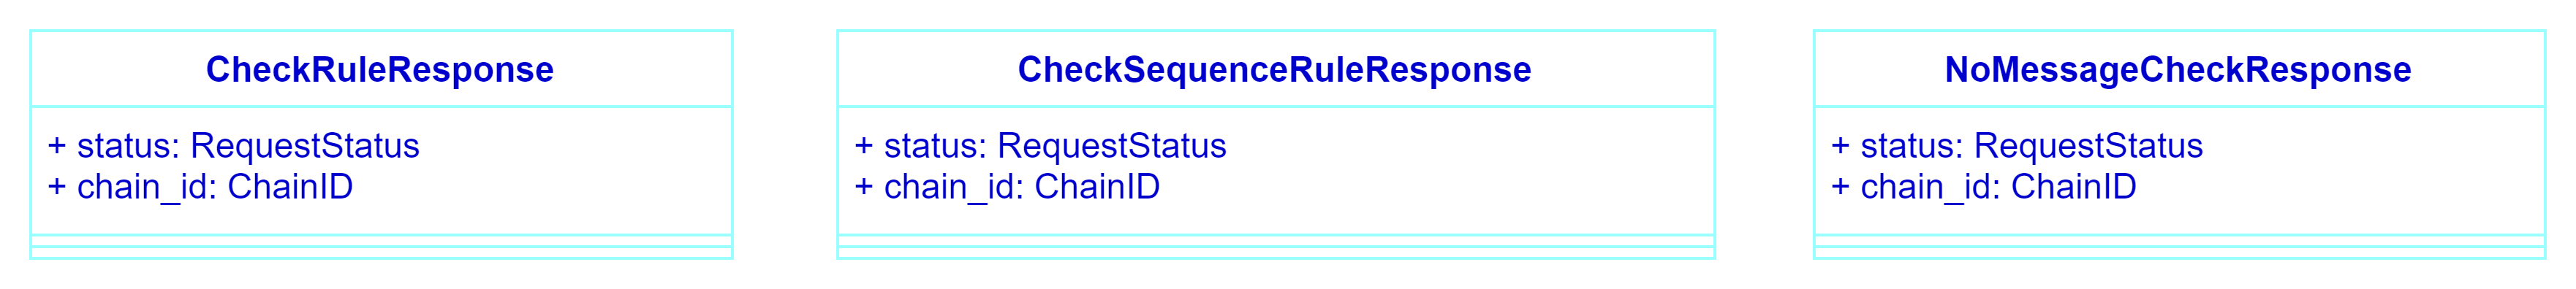 CheckRuleResponse
+ status: RequestStatus
+ chain_id: ChainID
CheckSequenceRuleResponse
+ status: RequestStatus
+ chain_id: ChainID
NoMessageCheckResponse
+ status: RequestStatus
+ chain_id: ChainID